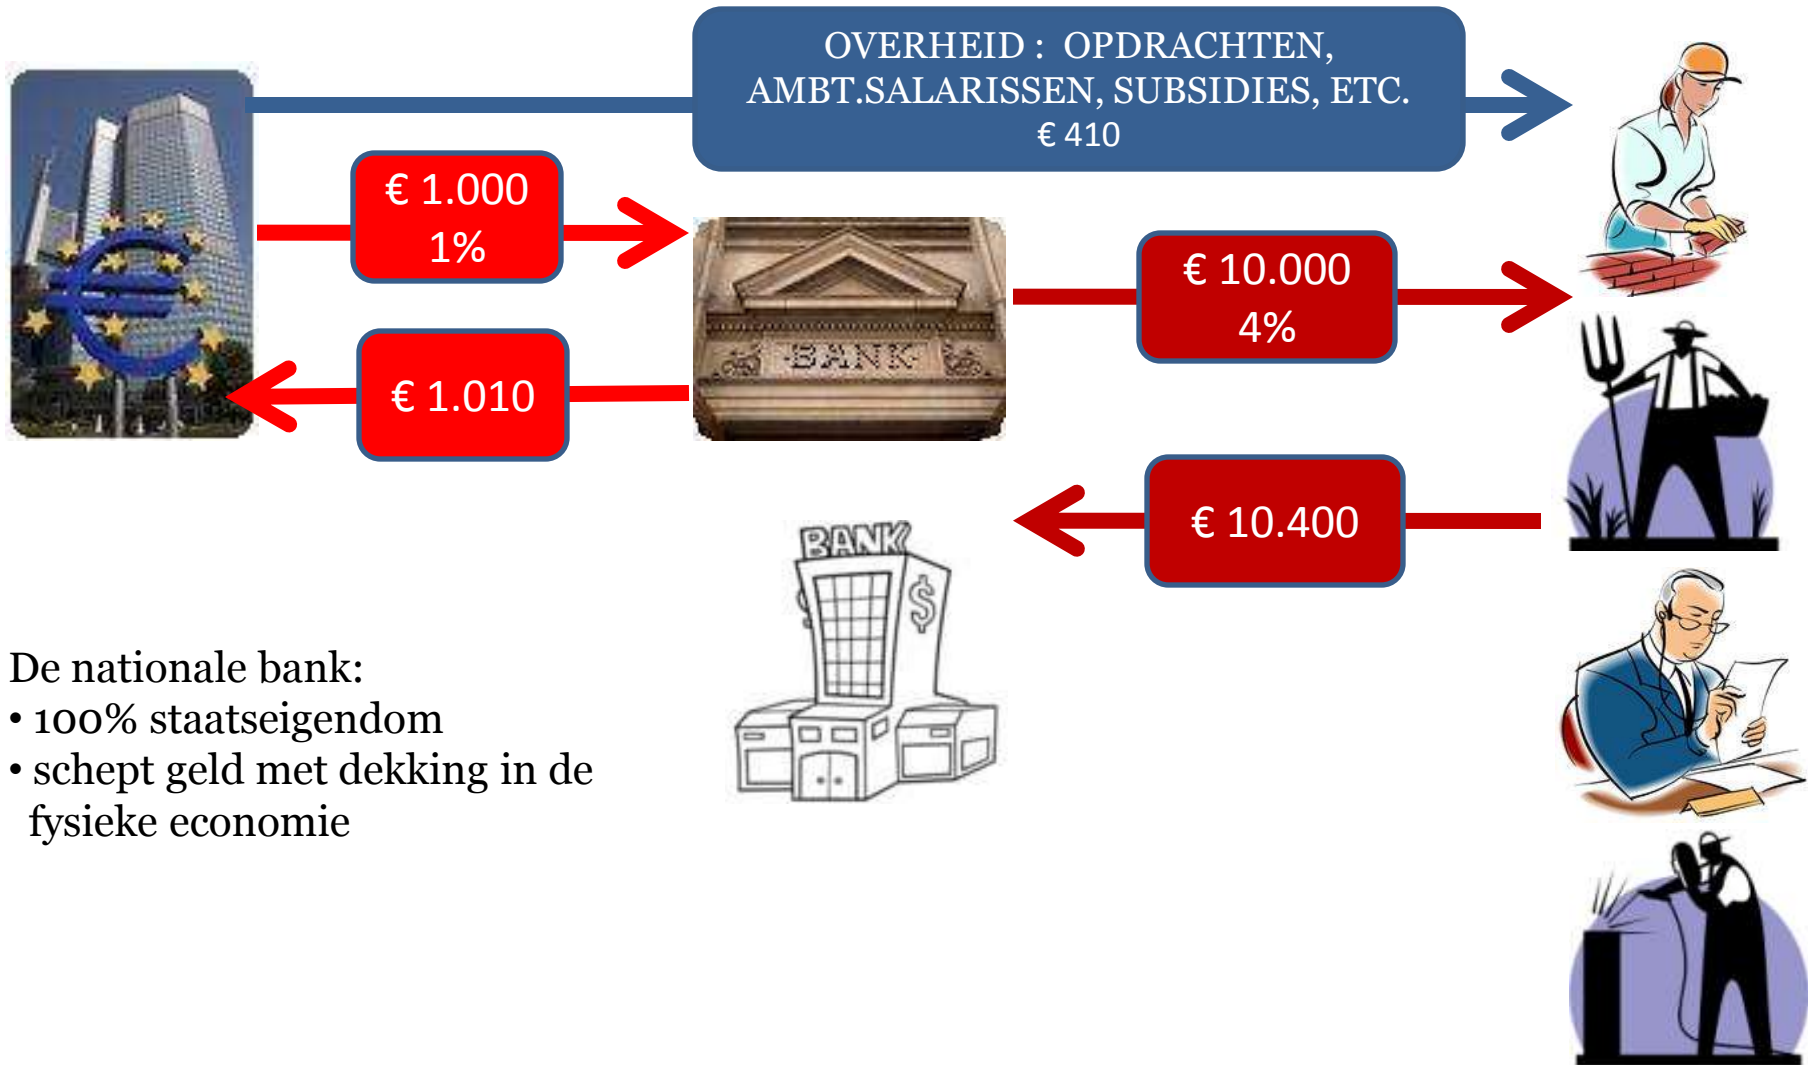 OVERHEID : OPDRACHTEN,
AMBT.SALARISSEN, SUBSIDIES, ETC.
€ 410
€ 1.000
1%
€ 10.000
4%
BANK
€ 1.010
€ 10.400
BANK
$
De nationale bank:
• 100% staatseigendom
• schept geld met dekking in de
fysieke economie